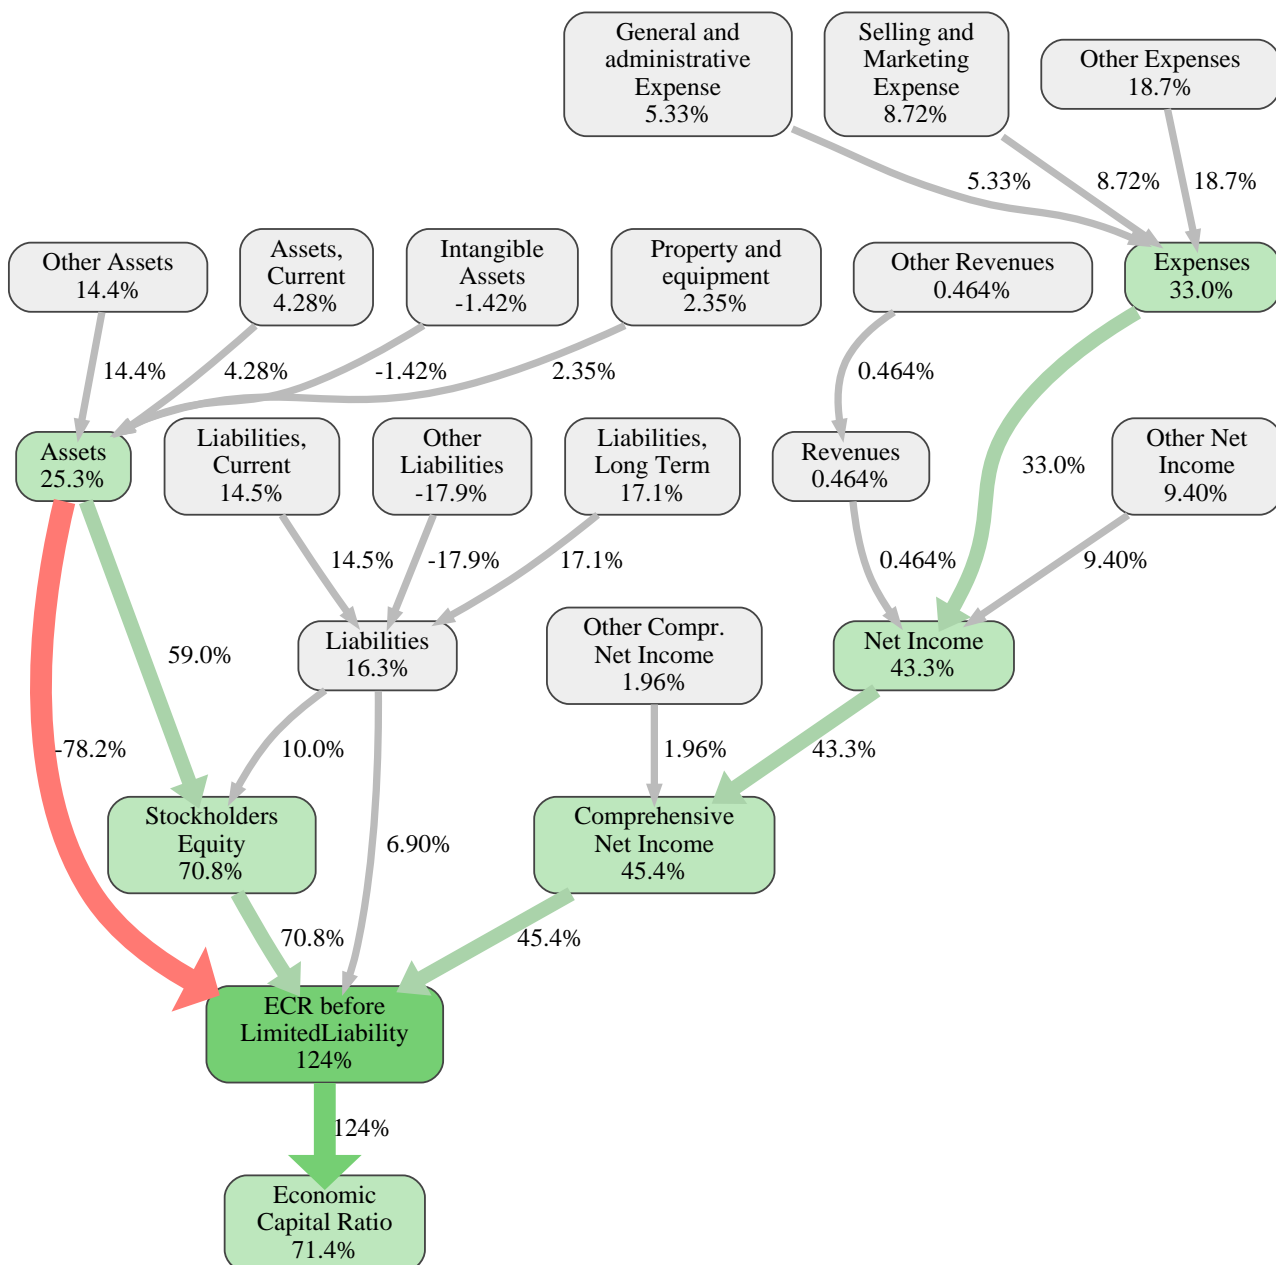 General and
administrative
Expense
5.33%
Selling and
Marketing
Expense
8.72%
Other Expenses
18.7%
5.33%
8.72%
18.7%
Other Assets
14.4%
Assets,
Current
4.28%
Intangible
Assets
-1.42%
Property and
equipment
2.35%
Other Revenues
0.464%
Expenses
33.0%
14.4%
4.28%
-1.42%
2.35%
0.464%
Assets
25.3%
Liabilities,
Current
14.5%
Other
Liabilities
-17.9%
Liabilities,
Long Term
17.1%
Revenues
0.464%
33.0%
Other Net
Income
9.40%
14.5%
-17.9%
17.1%
0.464%
9.40%
59.0%
Liabilities
16.3%
Other Compr.
Net Income
1.96%
Net Income
43.3%
-78.2%
10.0%
1.96%
43.3%
Stockholders
Equity
70.8%
6.90%
Comprehensive
Net Income
45.4%
70.8%
45.4%
ECR before
LimitedLiability
124%
124%
Economic
Capital Ratio
71.4%